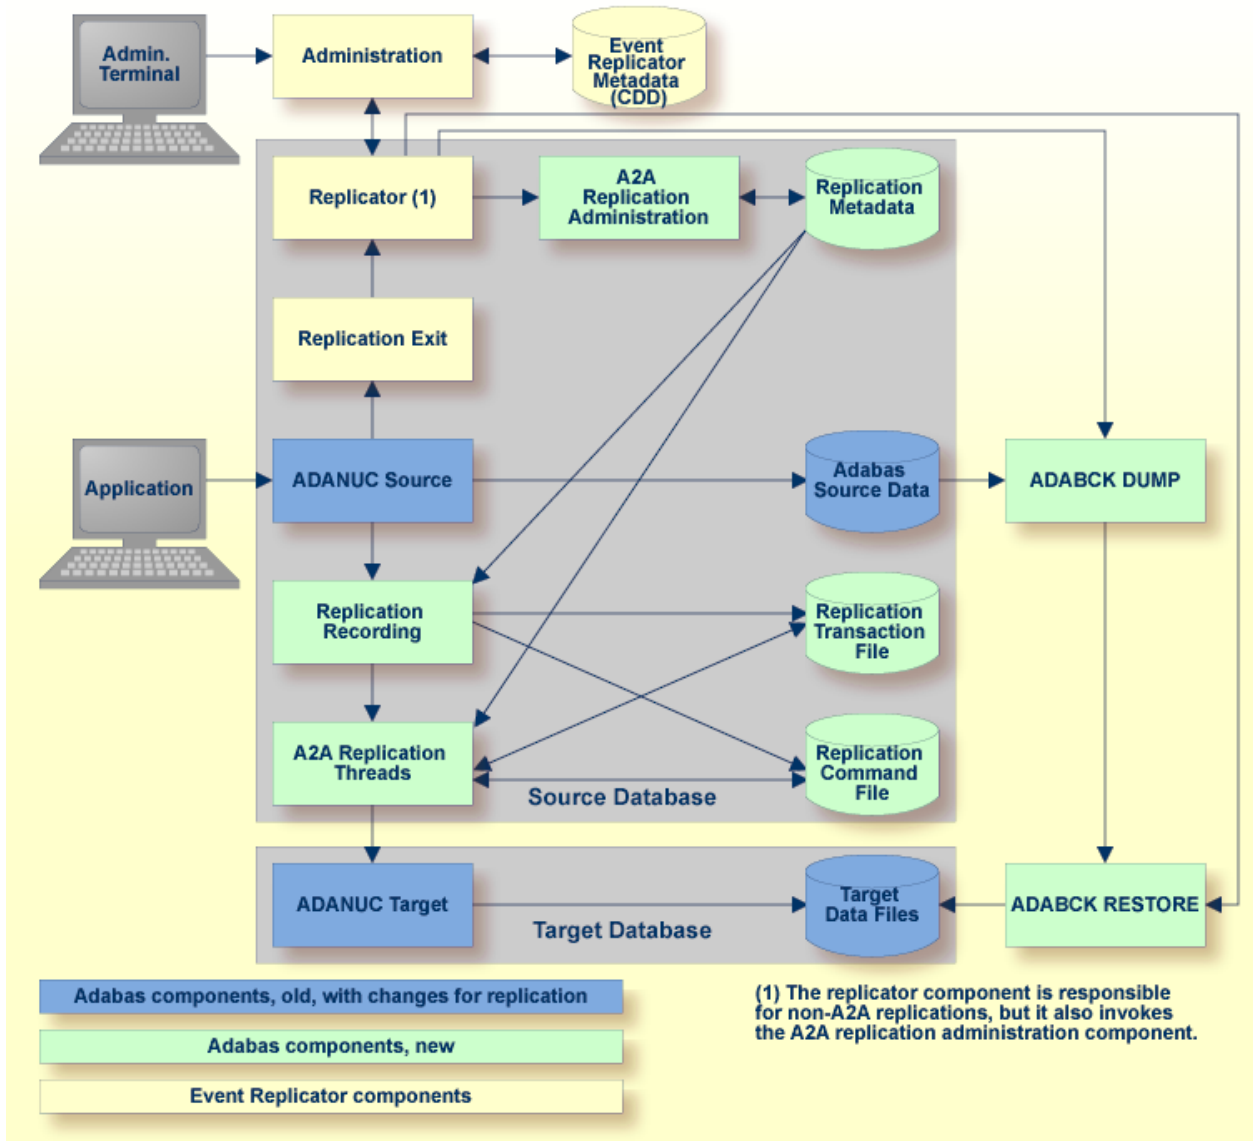 Admin.
Terminal
Administration
Event
Replicator
Metadata
(CDD)
Replicator (1)
A2A
Replication
Administration
Replication
Metadata
Replication Exit
Application
ADANUC Source
Adabas
Source Data
ADABCK DUMP
Replication
Recording
Replication
Transaction
File
A2A Replication
Threads
Replication
Command
File
Source Database
ADANUC Target
Target
Data Files
ADABCK RESTORE
Target Database
Adabas components, old, with changes for replication
Adabas components, new
Event Replicator components
(1) The replicator component is responsible
for non-A2A replications, but it also invokes
the A2A replication administration component.